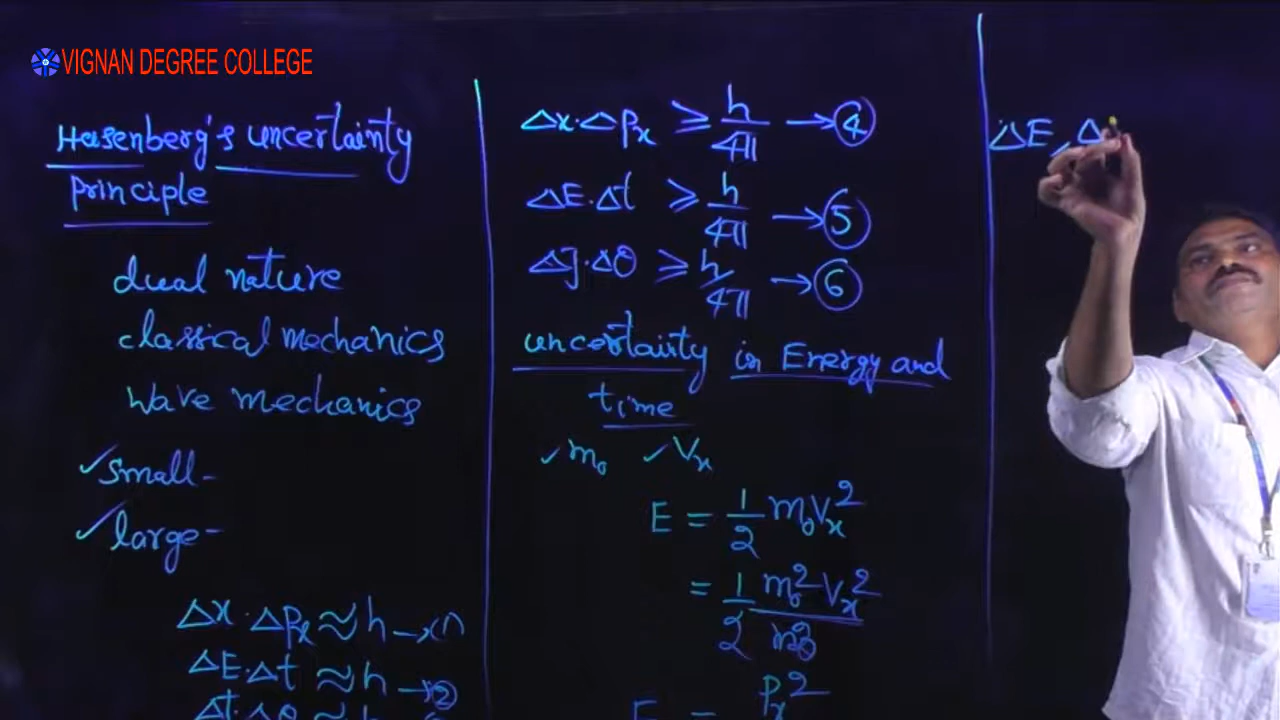 VIGNAN DEGREE COLLEGE
Heisenberg's uncertainty
principle
dual nature
classical mechanics
wave mechanics
✓small-
✓large-
Δx·Δpx ≈ h →(1)
ΔE·Δt ≈ h →(2)
Δx·Δpx ≥ h/4π → (4)
ΔE·Δt ≥ h/4π → (5)
Δj·Δθ ≥ h/4π → (6)
uncertainty in Energy and
time
✓m₀ ✓Vx
E = 1/2 m₀Vx²
= 1/2 m₀²Vx²/m₀
E = Px²
ΔE, Δ